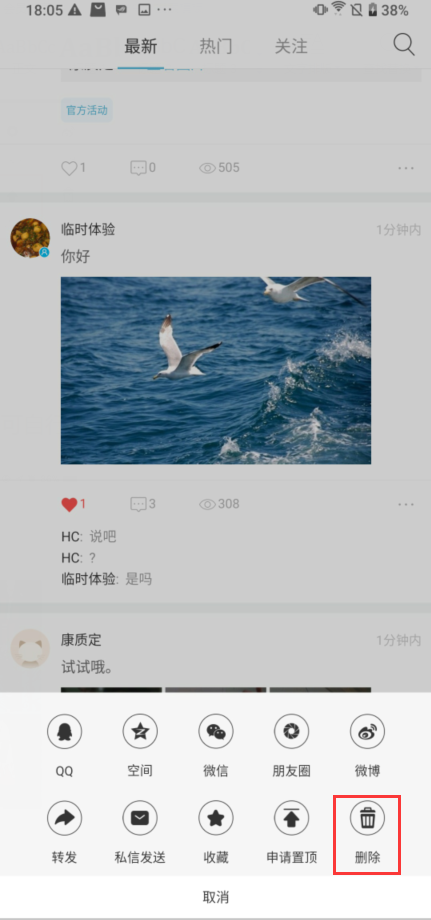 18:05 38%
最新 热门 关注
官方活动
1 0 505
临时体验 1分钟内
你好
1 3 308
HC: 说吧
HC: ?
临时体验: 是吗
康质定 1分钟内
试试哦。
QQ 空间 微信 朋友圈 微博
转发 私信发送 收藏 申请置顶 删除
取消